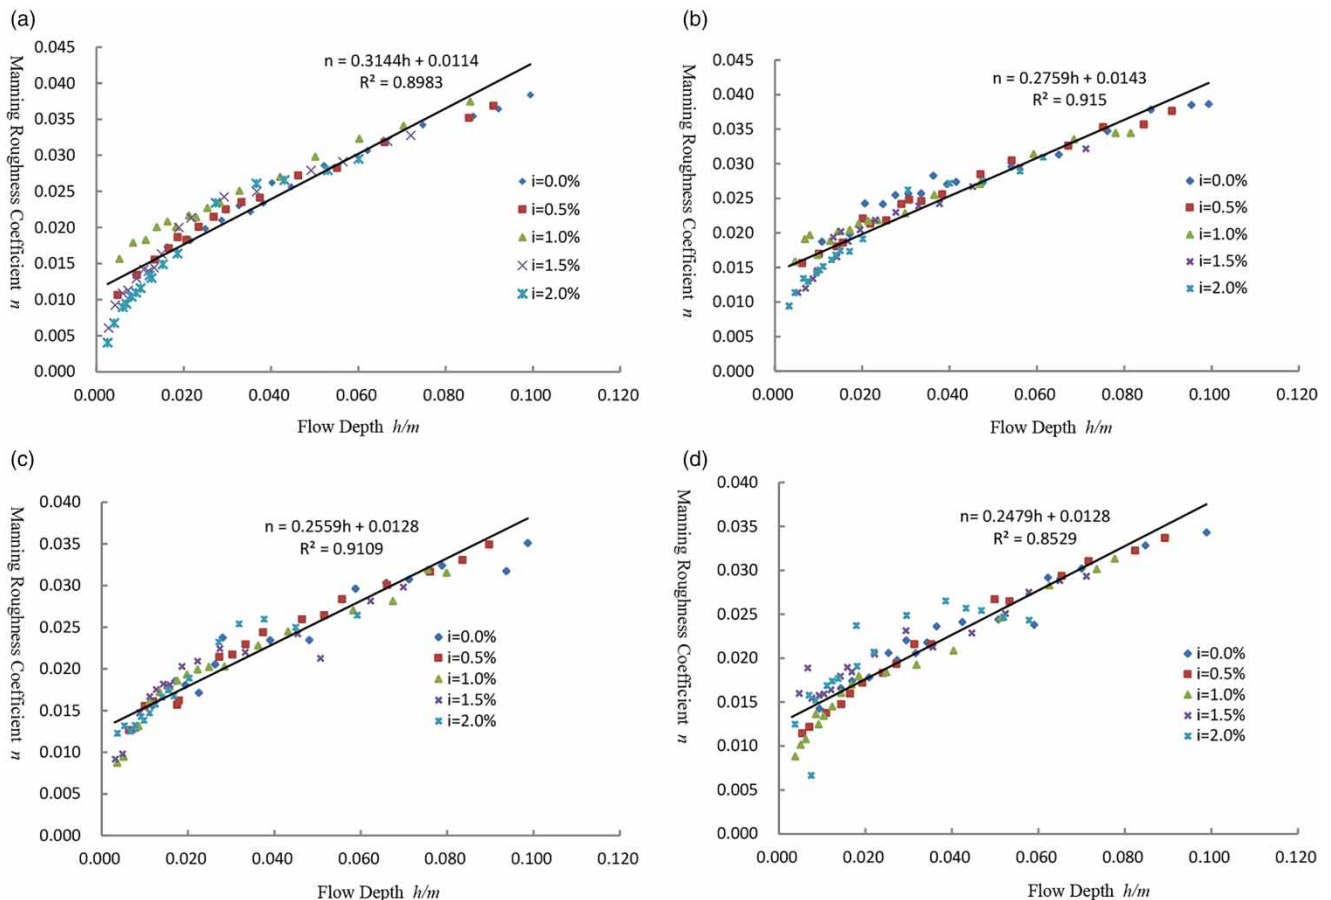 (a)
Manning Roughness Coefficient n
0.045
0.040
0.035
0.030
0.025
0.020
0.015
0.010
0.005
0.000
n = 0.3144h + 0.0114
R² = 0.8983
i=0.0%
i=0.5%
i=1.0%
i=1.5%
i=2.0%
0.000 0.020 0.040 0.060 0.080 0.100 0.120
Flow Depth h/m
(b)
Manning Roughness Coefficient n
0.045
0.040
0.035
0.030
0.025
0.020
0.015
0.010
0.005
0.000
n = 0.2759h + 0.0143
R² = 0.915
i=0.0%
i=0.5%
i=1.0%
i=1.5%
i=2.0%
0.000 0.020 0.040 0.060 0.080 0.100 0.120
Flow Depth h/m
(c)
Manning Roughness Coefficient n
0.040
0.035
0.030
0.025
0.020
0.015
0.010
0.005
0.000
n = 0.2559h + 0.0128
R² = 0.9109
i=0.0%
i=0.5%
i=1.0%
i=1.5%
i=2.0%
0.000 0.020 0.040 0.060 0.080 0.100 0.120
Flow Depth h/m
(d)
Manning Roughness Coefficient n
0.040
0.035
0.030
0.025
0.020
0.015
0.010
0.005
0.000
n= 0.2479h + 0.0128
R² = 0.8529
i=0.0%
i=0.5%
i=1.0%
i=1.5%
i=2.0%
0.000 0.020 0.040 0.060 0.080 0.100 0.120
Flow Depth h/m